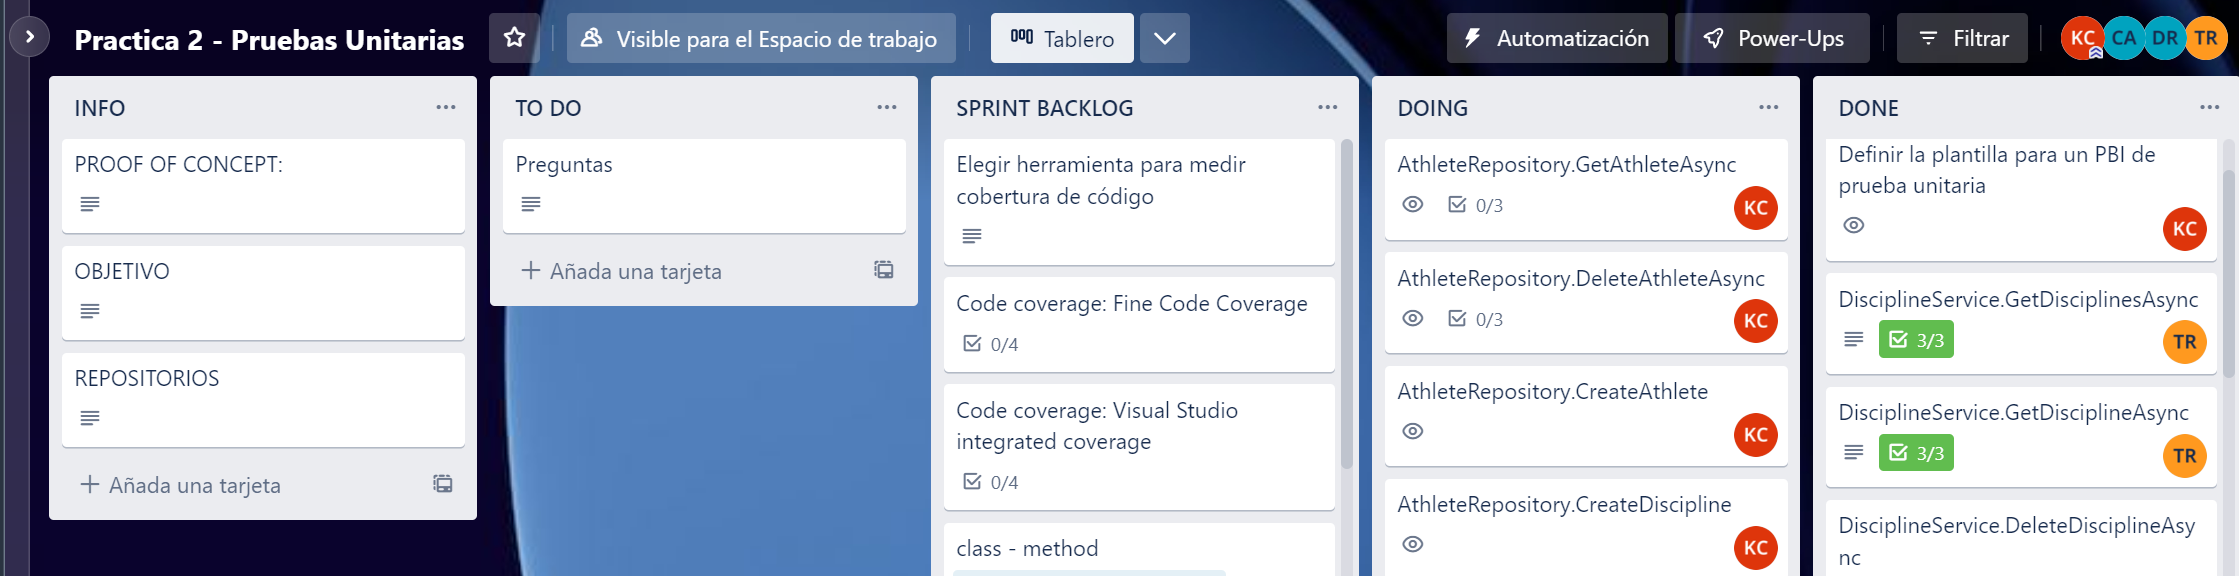 Practica 2 - Pruebas Unitarias
Visible para el Espacio de trabajo
Tablero
Automatización
Power-Ups
Filtrar
KC
CA
DR
TR
INFO
PROOF OF CONCEPT:
OBJETIVO
REPOSITORIOS
Añada una tarjeta
TO DO
Preguntas
Añada una tarjeta
SPRINT BACKLOG
Elegir herramienta para medir
cobertura de código
Code coverage: Fine Code Coverage
0/4
Code coverage: Visual Studio
integrated coverage
0/4
class - method
DOING
AthleteRepository.GetAthleteAsync
0/3
KC
AthleteRepository.DeleteAthleteAsync
0/3
KC
AthleteRepository.CreateAthlete
KC
AthleteRepository.CreateDiscipline
KC
DONE
Definir la plantilla para un PBI de
prueba unitaria
KC
DisciplineService.GetDisciplinesAsync
3/3
TR
DisciplineService.GetDisciplineAsync
3/3
TR
DisciplineService.DeleteDisciplineAsy
nc